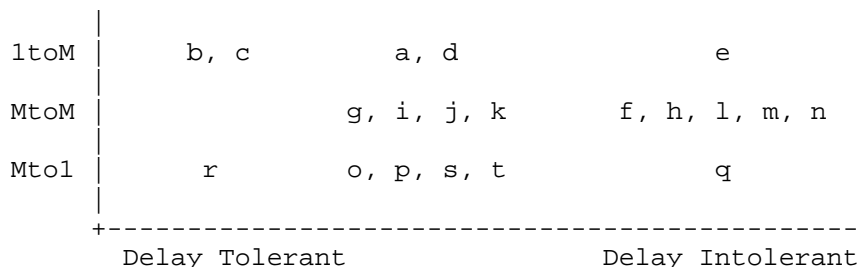 1toM b, c a, d e
MtoM g, i, j, k f, h, l, m, n
Mto1 r o, p, s, t q
Delay Tolerant Delay Intolerant